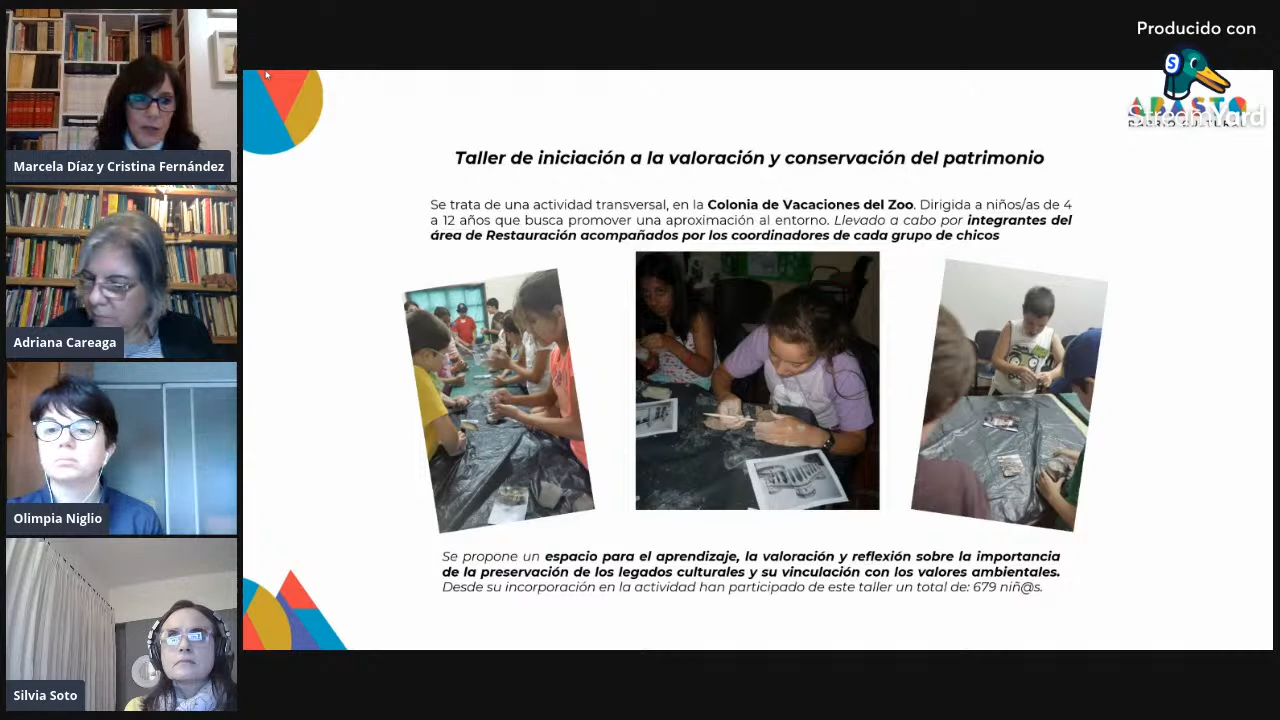 Producido con
S
ABASTO
StreamYard
BARRIO CULTURAL
Marcela Díaz y Cristina Fernández
Adriana Careaga
Olimpia Niglio
Silvia Soto
Taller de iniciación a la valoración y conservación del patrimonio
Se trata de una actividad transversal, en la Colonia de Vacaciones del Zoo. Dirigida a niños/as de 4
a 12 años que busca promover una aproximación al entorno. Llevado a cabo por integrantes del
área de Restauración acompañados por los coordinadores de cada grupo de chicos
Se propone un espacio para el aprendizaje, la valoración y reflexión sobre la importancia
de la preservación de los legados culturales y su vinculación con los valores ambientales.
Desde su incorporación en la actividad han participado de este taller un total de: 679 niñ@s.